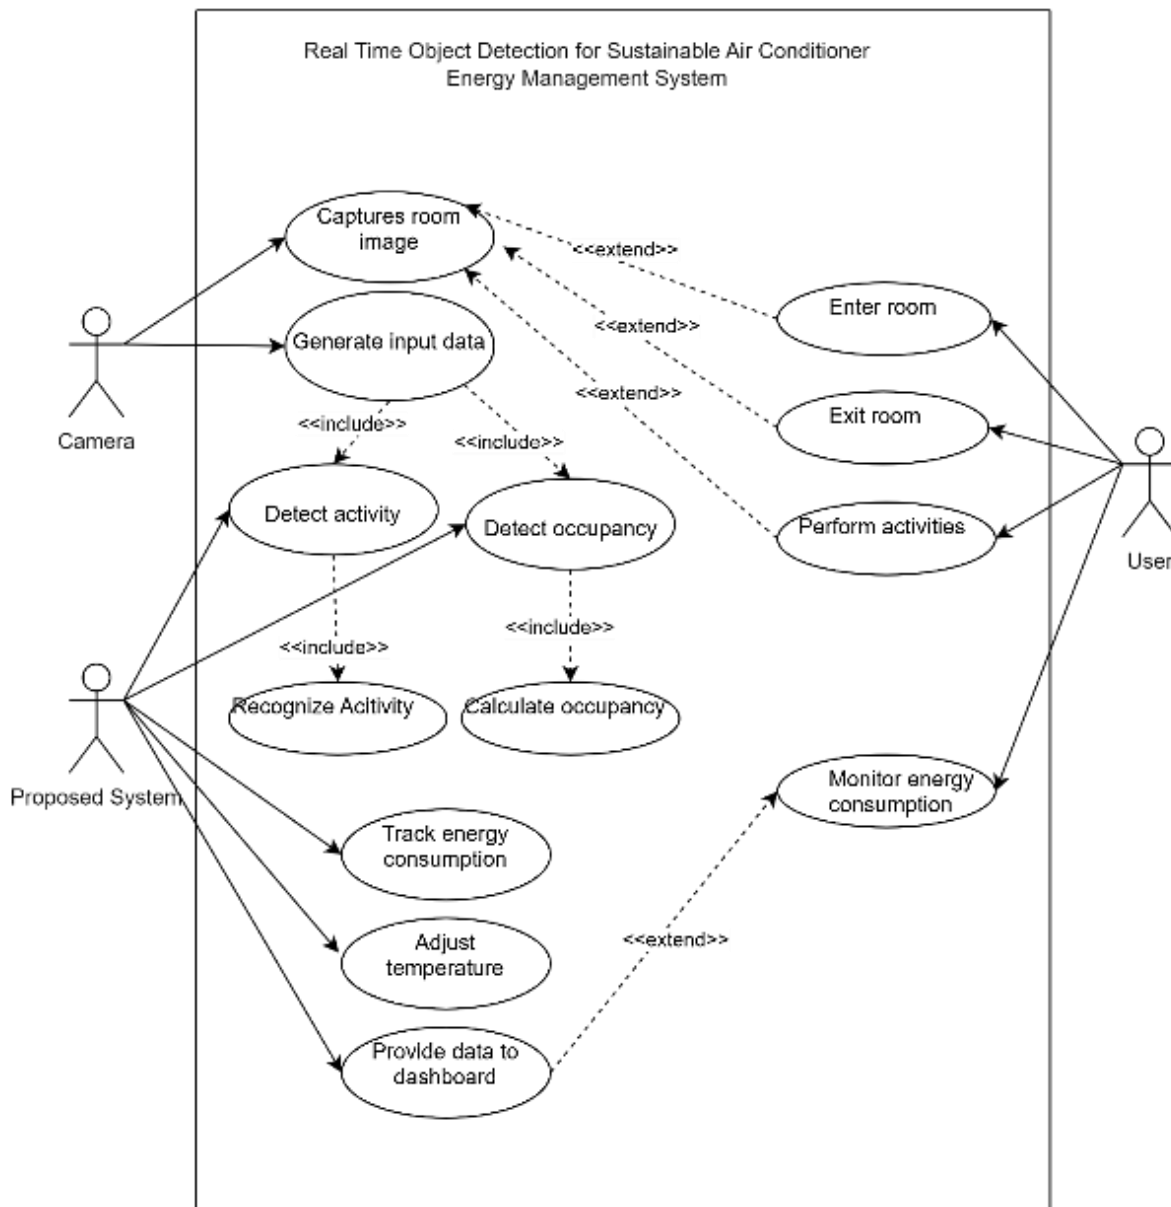 Real Time Object Detection for Sustainable Air Conditioner
Energy Management System
Captures room
image
<<extend>>
Enter room
<<extend>>
Generate input data
<<extend>>
Exit room
<<include>>
<<include>>
Camera
Detect activity
Detect occupancy
Perform activities
User
<<include>>
<<include>>
Recognize Acitivity
Calculate occupancy
Proposed System
Monitor energy
consumption
Track energy
consumption
<<extend>>
Adjust
temperature
Provide data to
dashboard